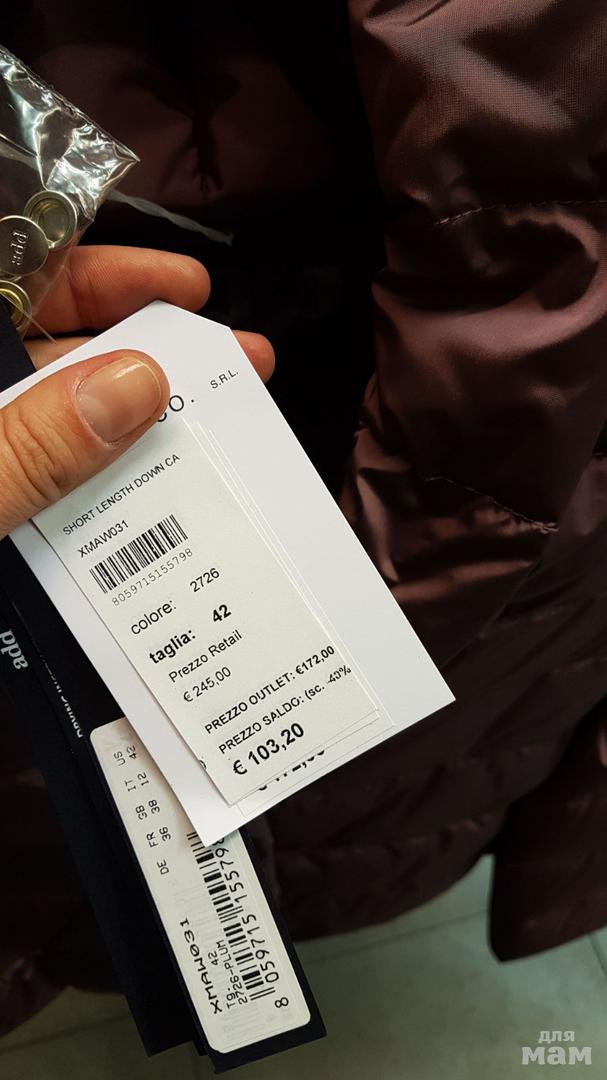 add
CO.
S.R.L.
SHORT LENGTH DOWN CA
XMAW031
8059715155798
colore: 2726
taglia: 42
Prezzo Retail
€ 245,00
PREZZO OUTLET: €172,00
PREZZO SALDO: (sc. -40%
€ 103,20
add
DE FR GB IT US
36 38 12 42
XMAW031
42
TG.
2726-PLUM
8 059715 15579
для
мам